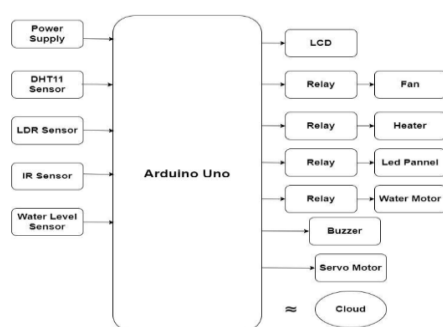 Power
Supply
DHT11
Sensor
LDR Sensor
IR Sensor
Water Level
Sensor
Arduino Uno
LCD
Relay
Fan
Relay
Heater
Relay
Led Pannel
Relay
Water Motor
Buzzer
Servo Motor
≈
Cloud